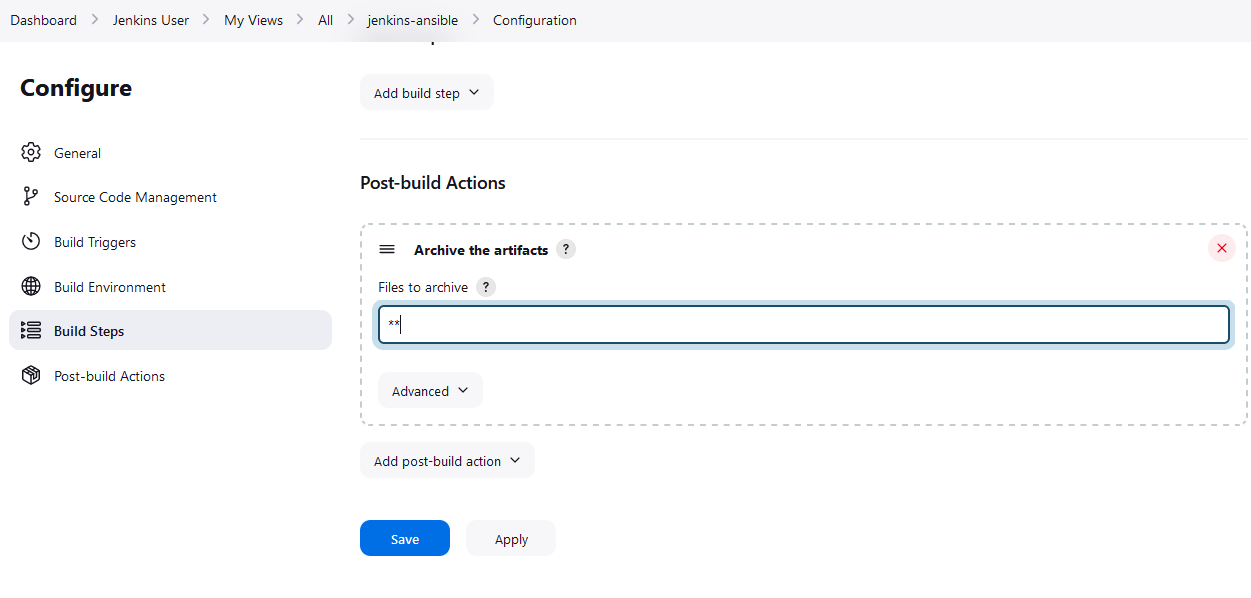 Dashboard > Jenkins User > My Views > All > jenkins-ansible > Configuration
Configure
General
Source Code Management
Build Triggers
Build Environment
Build Steps
Post-build Actions
Add build step
Post-build Actions
Archive the artifacts ?
Files to archive ?
**
Advanced
Add post-build action
Save
Apply